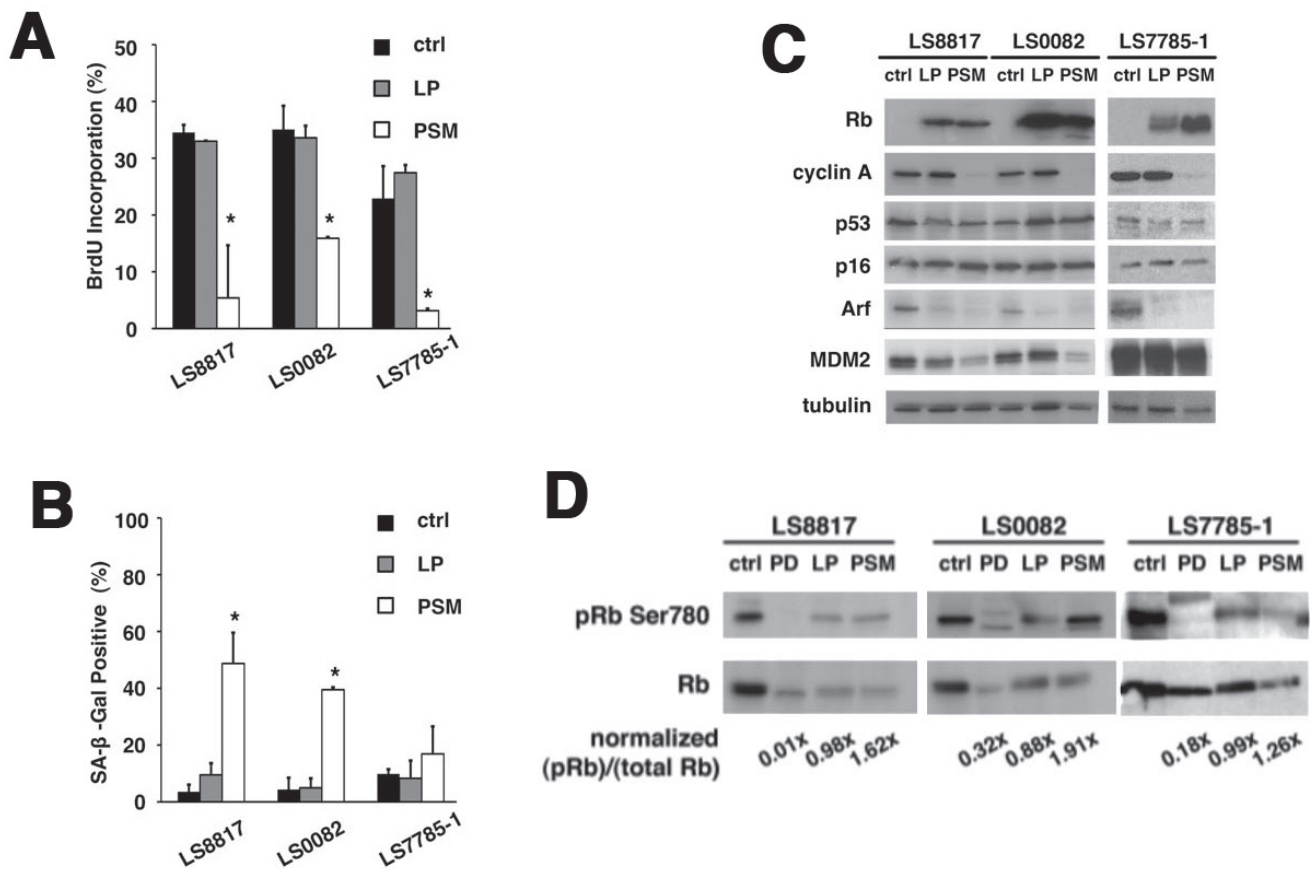 A
50
40
30
20
10
0
BrdU Incorporation (%)
ctrl
LP
PSM
*
*
*
LS8817
LS0082
LS7785-1
B
100
80
60
40
20
0
SA-β -Gal Positive (%)
ctrl
LP
PSM
*
*
LS8817
LS0082
LS7785-1
C
LS8817 LS0082 LS7785-1
ctrl LP PSM ctrl LP PSM ctrl LP PSM
Rb
cyclin A
p53
p16
Arf
MDM2
tubulin
D
LS8817 LS0082 LS7785-1
ctrl PD LP PSM ctrl PD LP PSM ctrl PD LP PSM
pRb Ser780
Rb
normalized
(pRb)/(total Rb)
0.01x 0.98x 1.62x 0.32x 0.88x 1.91x 0.18x 0.99x 1.26x